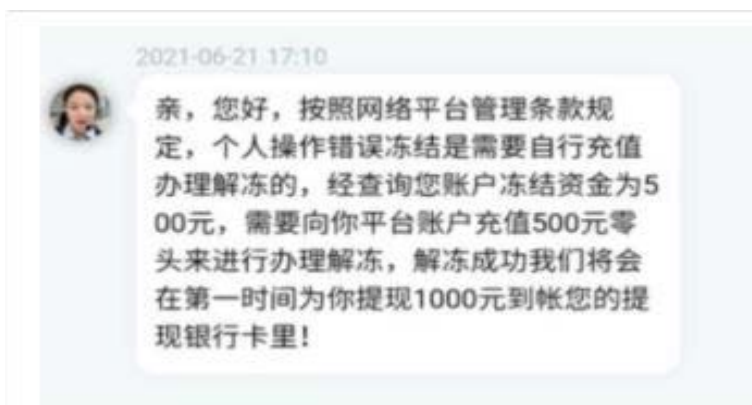 2021-06-21 17:10
亲，您好，按照网络平台管理条款规
定，个人操作错误冻结是需要自行充值
办理解冻的，经查询您账户冻结资金为5
00元，需要向你平台账户充值500元零
头来进行办理解冻，解冻成功我们将会
在第一时间为你提现1000元到帐您的提
现银行卡里！